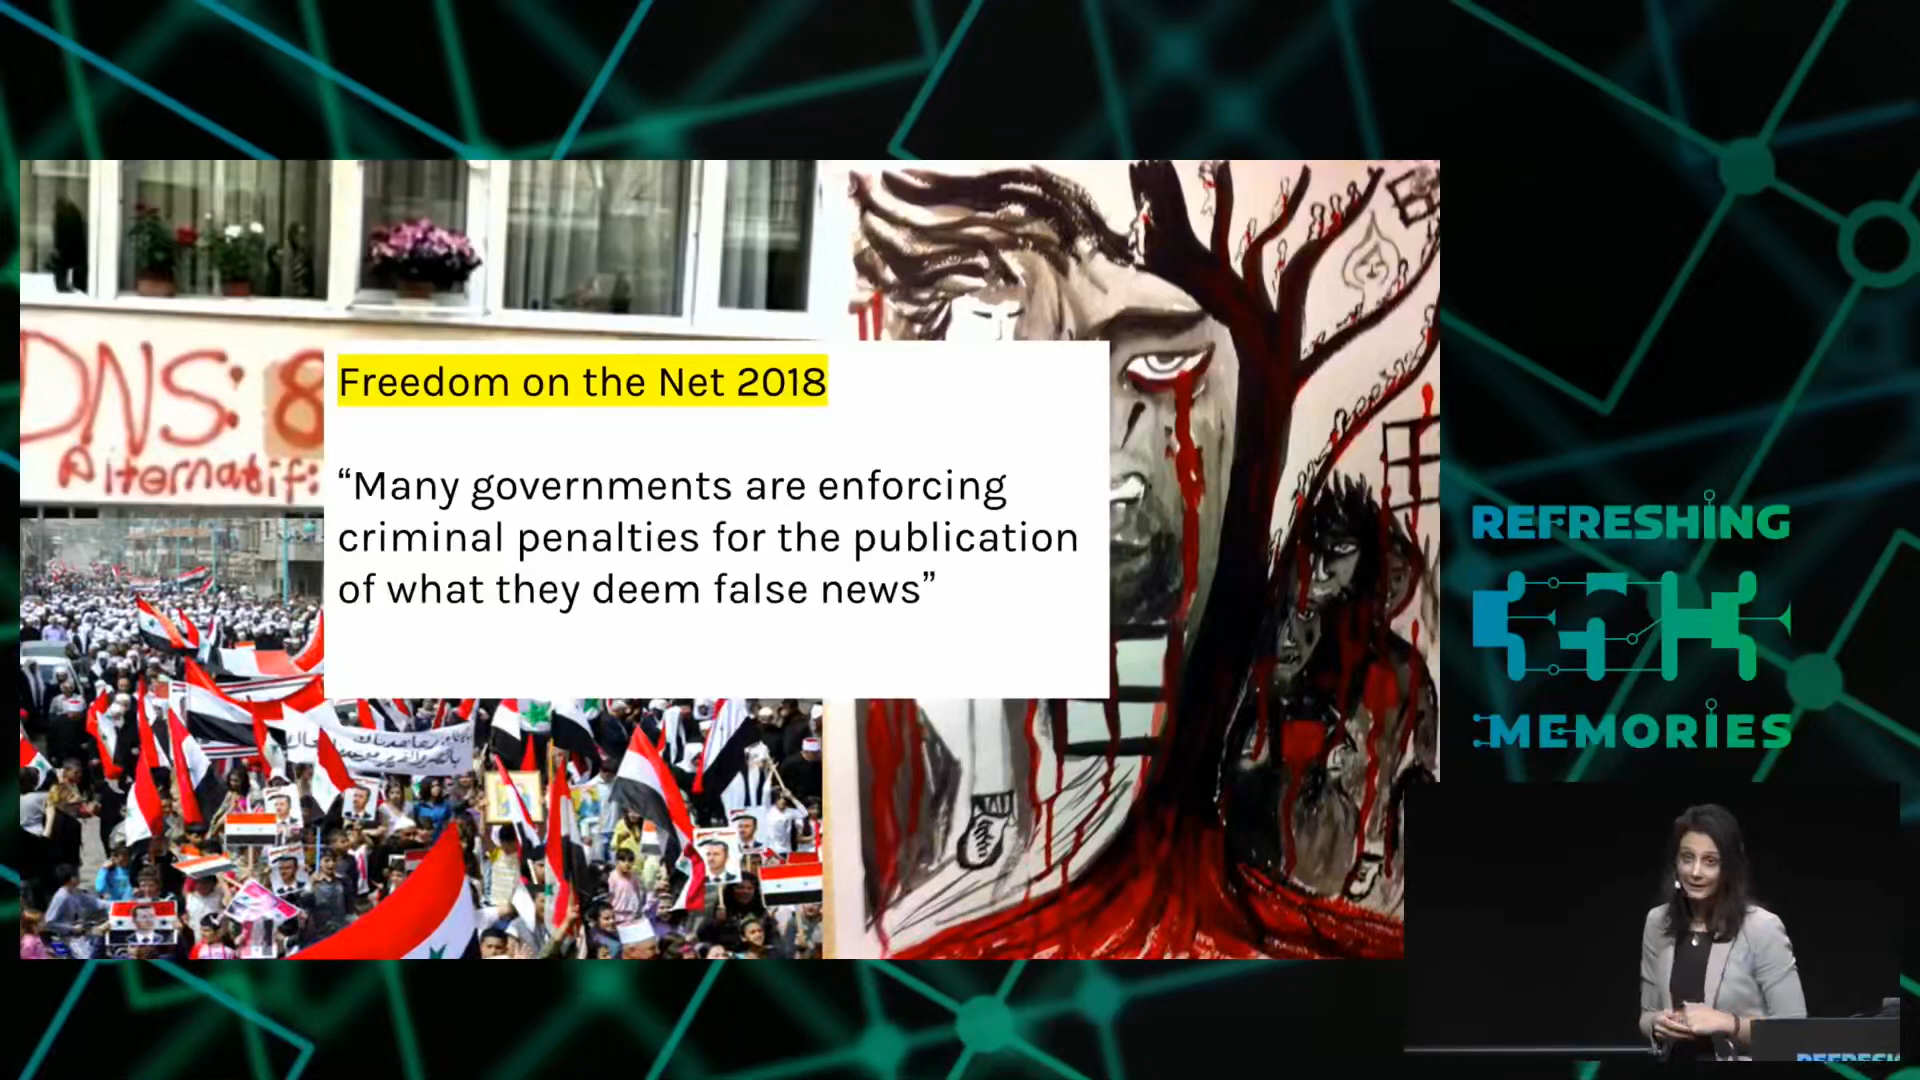 DNS: 8
Alternatif:
Freedom on the Net 2018
“Many governments are enforcing
criminal penalties for the publication
of what they deem false news”
REFRESHING
MEMORIES